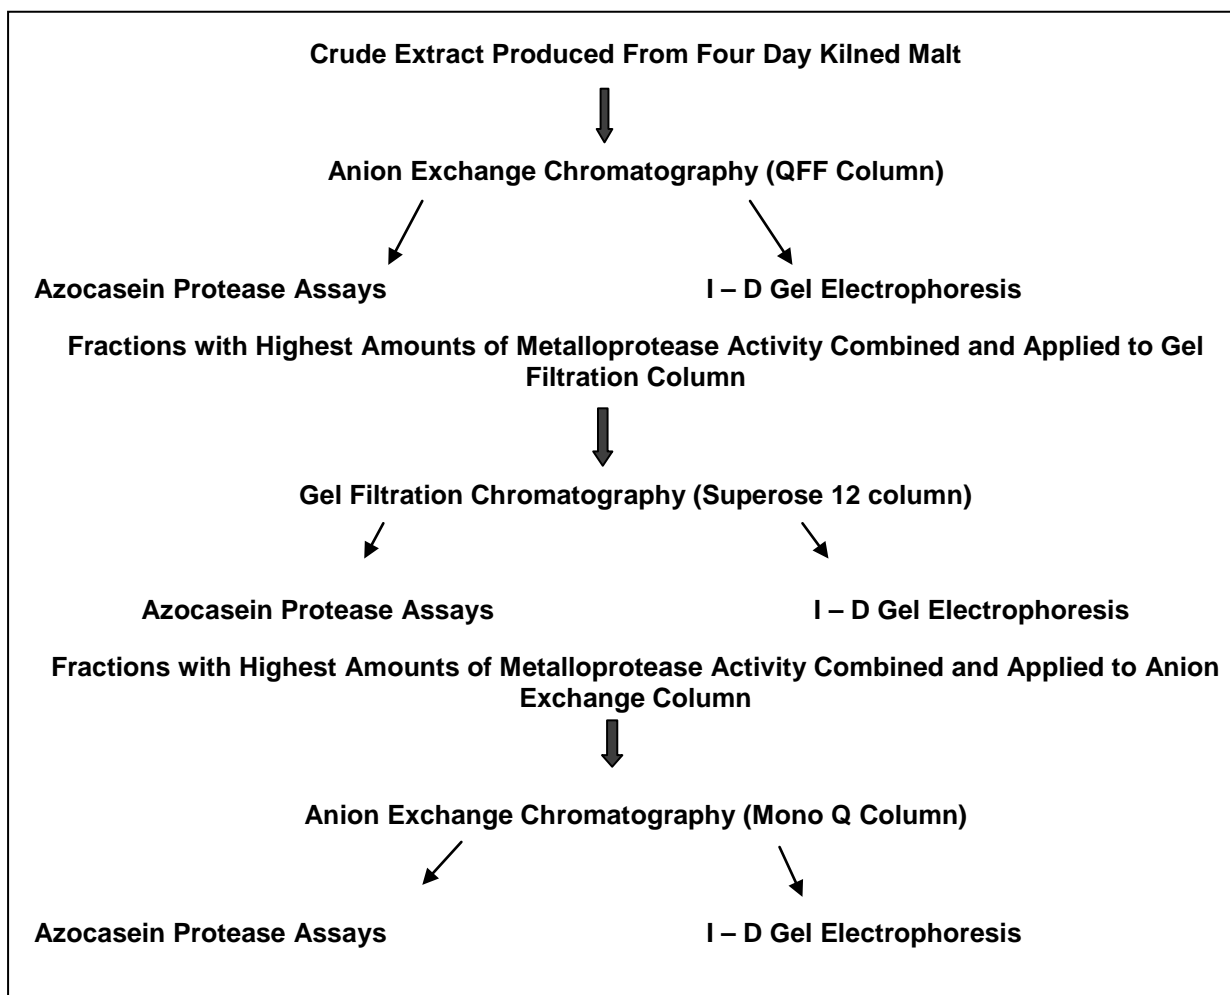 Crude Extract Produced From Four Day Kilned Malt
Anion Exchange Chromatography (QFF Column)
Azocasein Protease Assays
I – D Gel Electrophoresis
Fractions with Highest Amounts of Metalloprotease Activity Combined and Applied to Gel
Filtration Column
Gel Filtration Chromatography (Superose 12 column)
Azocasein Protease Assays
I – D Gel Electrophoresis
Fractions with Highest Amounts of Metalloprotease Activity Combined and Applied to Anion
Exchange Column
Anion Exchange Chromatography (Mono Q Column)
Azocasein Protease Assays
I – D Gel Electrophoresis